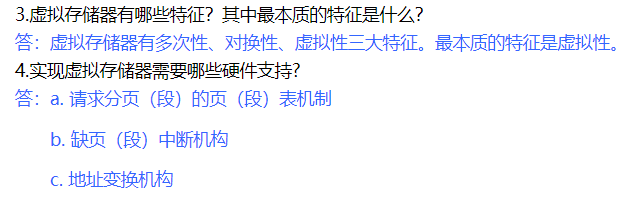 3.虚拟存储器有哪些特征？其中最本质的特征是什么？
答：虚拟存储器有多次性、对换性、虚拟性三大特征。最本质的特征是虚拟性。
4.实现虚拟存储器需要哪些硬件支持？
答：a. 请求分页（段）的页（段）表机制
b. 缺页（段）中断机构
c. 地址变换机构